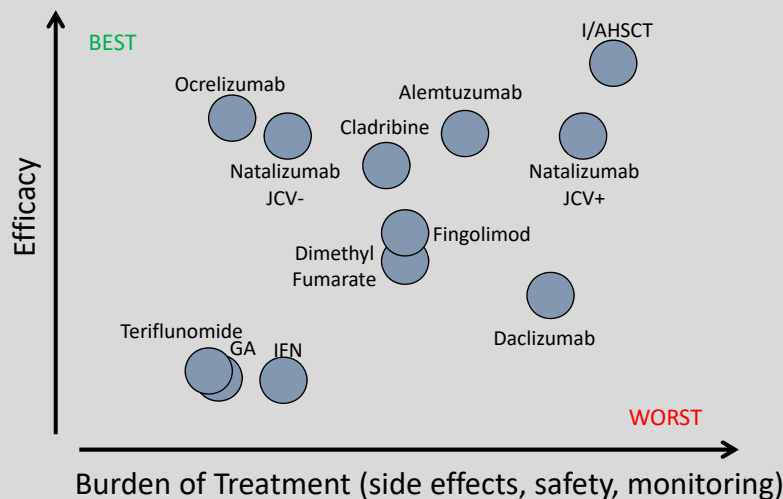 BEST
I/AHSCT
Ocrelizumab
Alemtuzumab
Cladribine
Natalizumab
JCV-
Natalizumab
JCV+
Fingolimod
Dimethyl
Fumarate
Daclizumab
Teriflunomide
GA
IFN
WORST
Efficacy
Burden of Treatment (side effects, safety, monitoring)